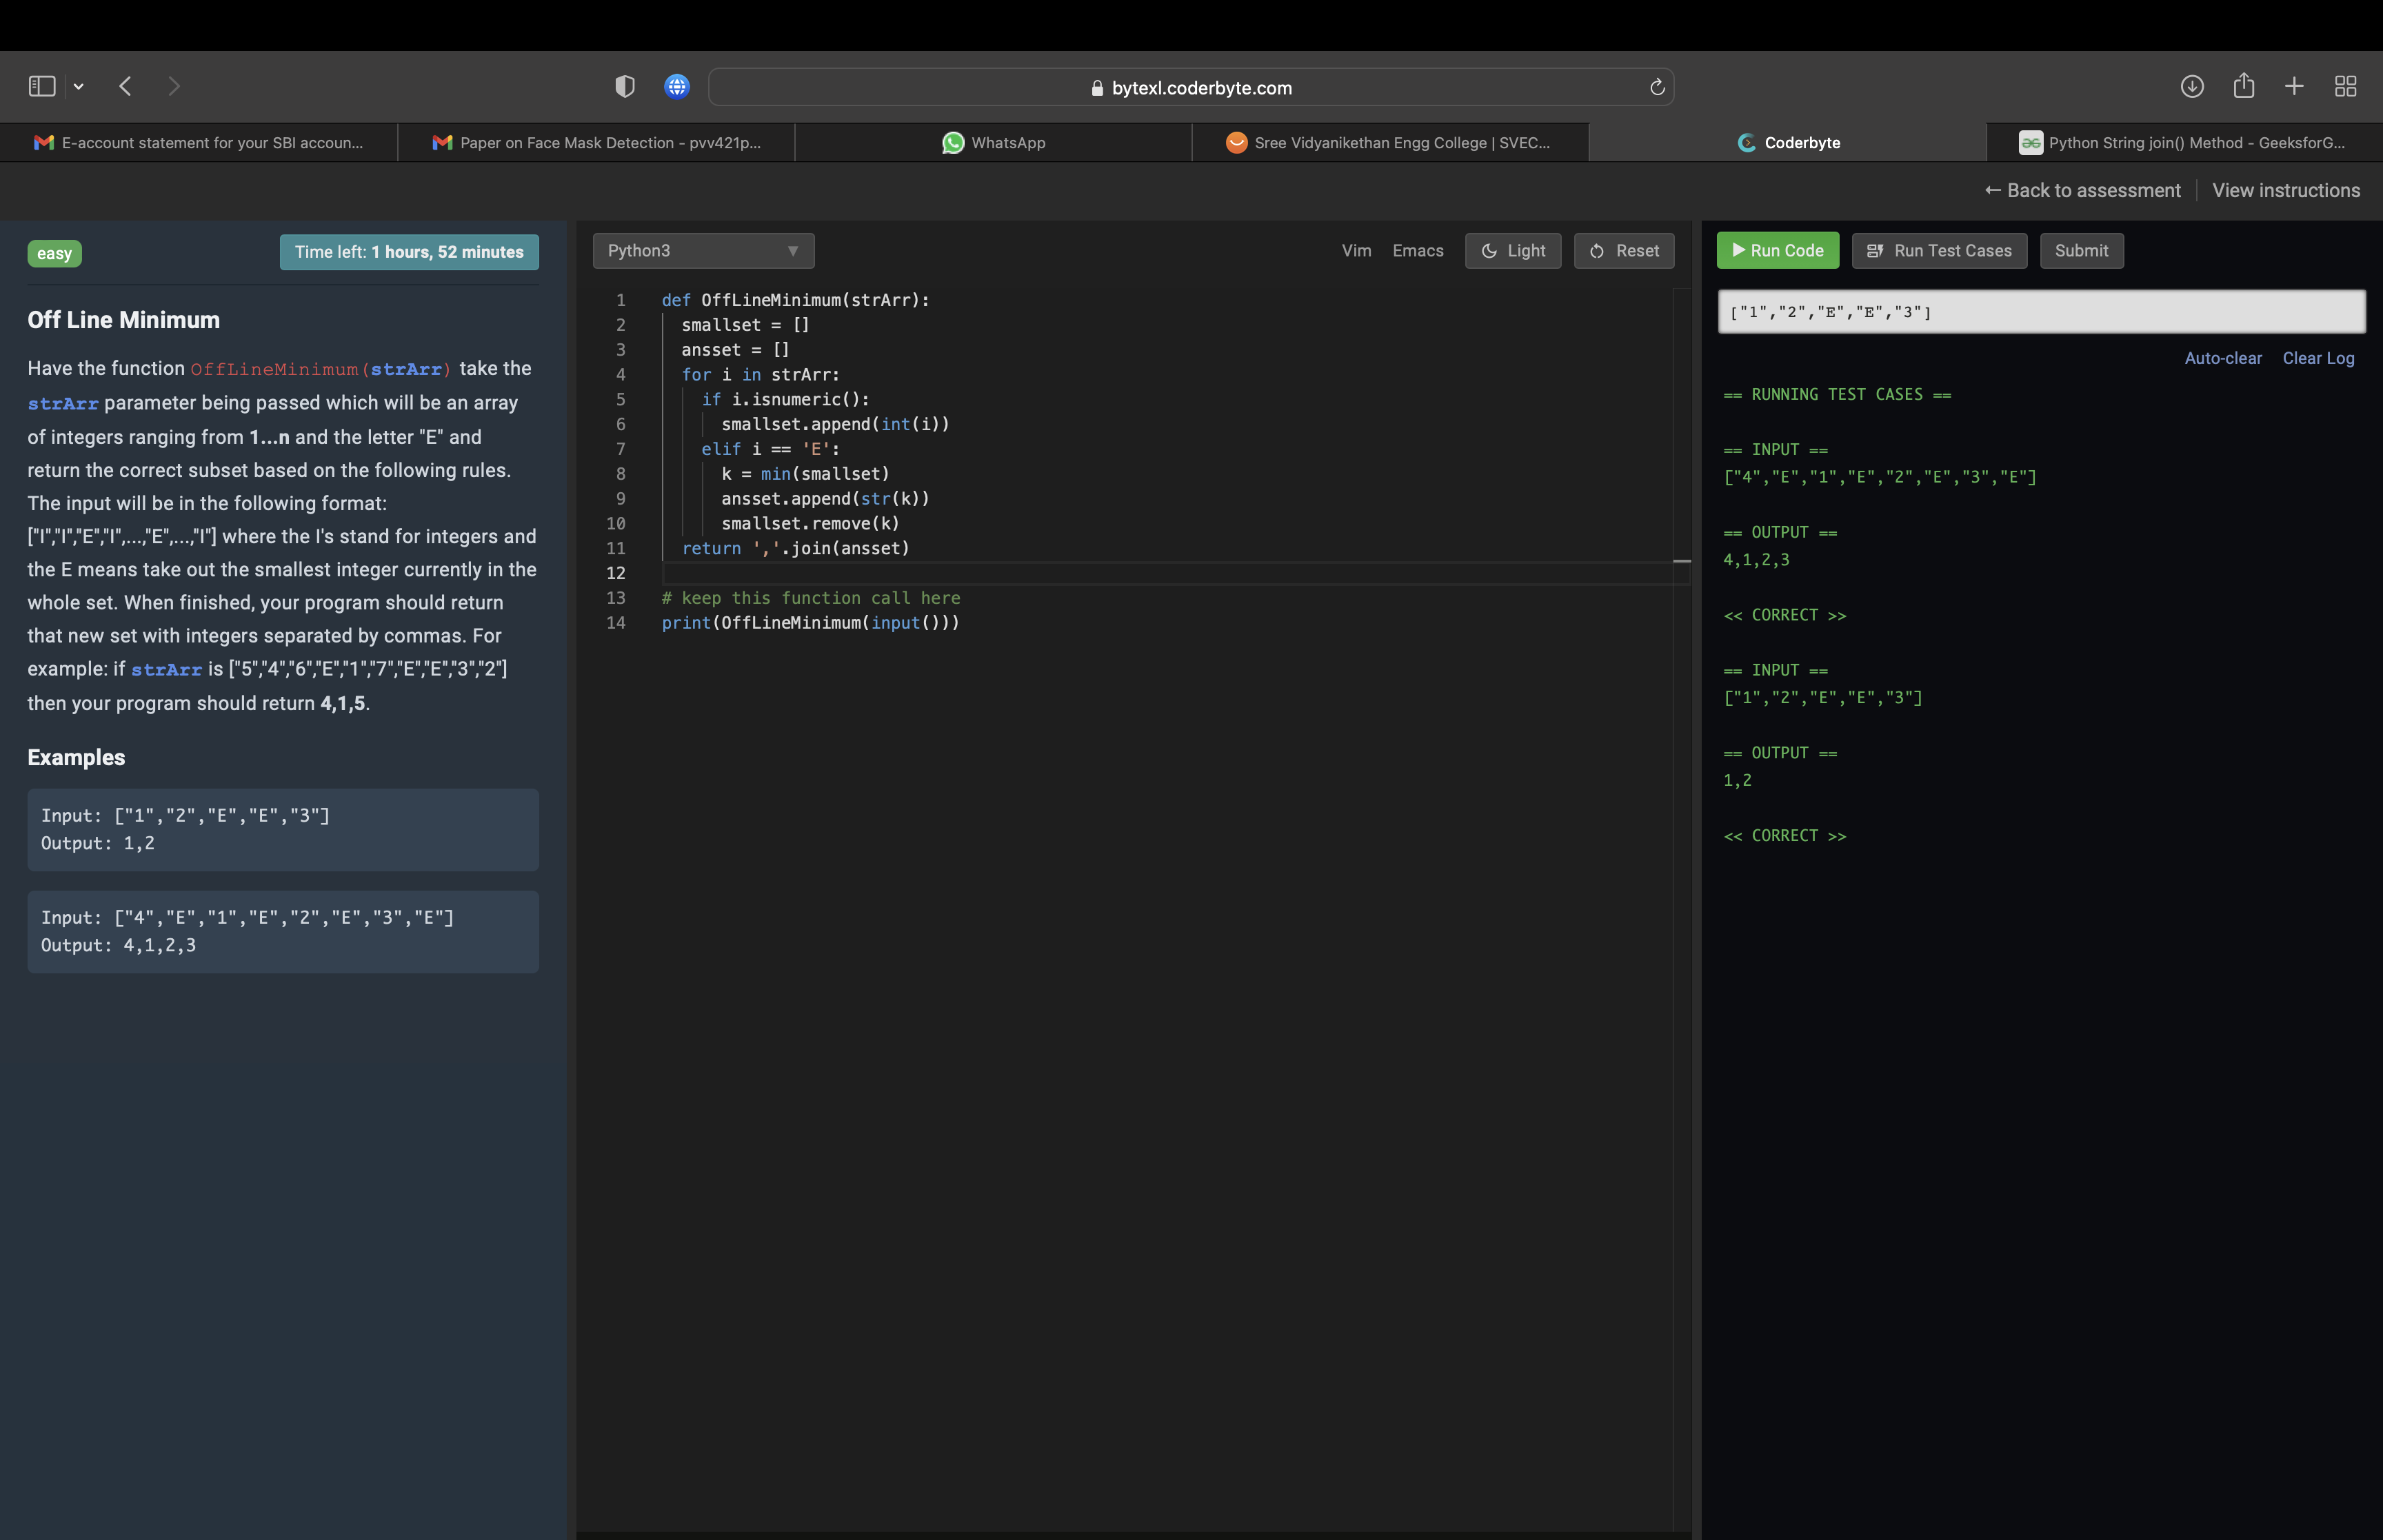 bytexl.coderbyte.com
E-account statement for your SBI accoun...
Paper on Face Mask Detection - pvv421p...
WhatsApp
Sree Vidyanikethan Engg College | SVEC...
Coderbyte
Python String join() Method - GeeksforG...
← Back to assessment
View instructions
easy
Time left: 1 hours, 52 minutes
Off Line Minimum
Have the function OffLineMinimum(strArr) take the
strArr parameter being passed which will be an array
of integers ranging from 1...n and the letter "E" and
return the correct subset based on the following rules.
The input will be in the following format:
["I","I","E","I",...,"E",...,"I"] where the I's stand for integers and
the E means take out the smallest integer currently in the
whole set. When finished, your program should return
that new set with integers separated by commas. For
example: if strArr is ["5","4","6","E","1","7","E","E","3","2"]
then your program should return 4,1,5.
Examples
Input: ["1","2","E","E","3"]
Output: 1,2
Input: ["4","E","1","E","2","E","3","E"]
Output: 4,1,2,3
Python3
Vim
Emacs
Light
Reset
1 def OffLineMinimum(strArr):
2 smallset = []
3 ansset = []
4 for i in strArr:
5 if i.isnumeric():
6 smallset.append(int(i))
7 elif i == 'E':
8 k = min(smallset)
9 ansset.append(str(k))
10 smallset.remove(k)
11 return ','.join(ansset)
12
13 # keep this function call here
14 print(OffLineMinimum(input()))
Run Code
Run Test Cases
Submit
["1","2","E","E","3"]
Auto-clear
Clear Log
== RUNNING TEST CASES ==
== INPUT ==
["4","E","1","E","2","E","3","E"]
== OUTPUT ==
4,1,2,3
<< CORRECT >>
== INPUT ==
["1","2","E","E","3"]
== OUTPUT ==
1,2
<< CORRECT >>